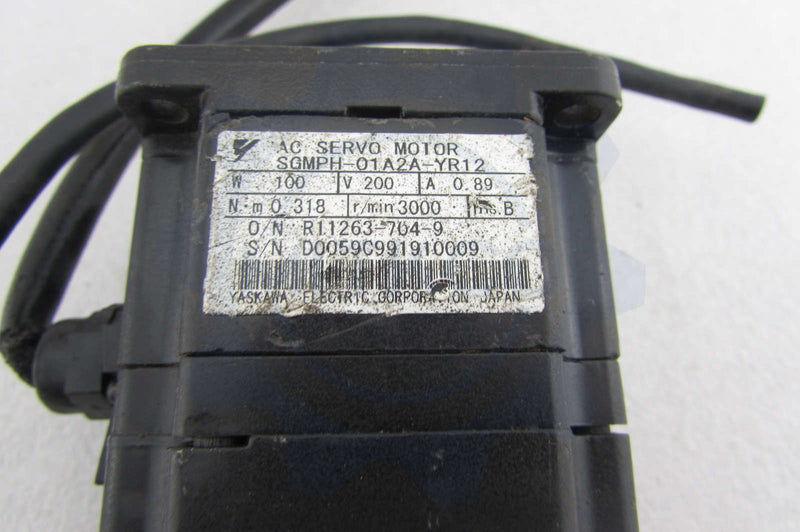 AC SERVO MOTOR
SGMPH-01A2A-YR12
W 100 V 200 A 0.89
N·m 0.318 r/min 3000 Ins. B
O/N R11263-704-9
S/N D0059C991910009
YASKAWA ELECTRIC CORPORATION JAPAN